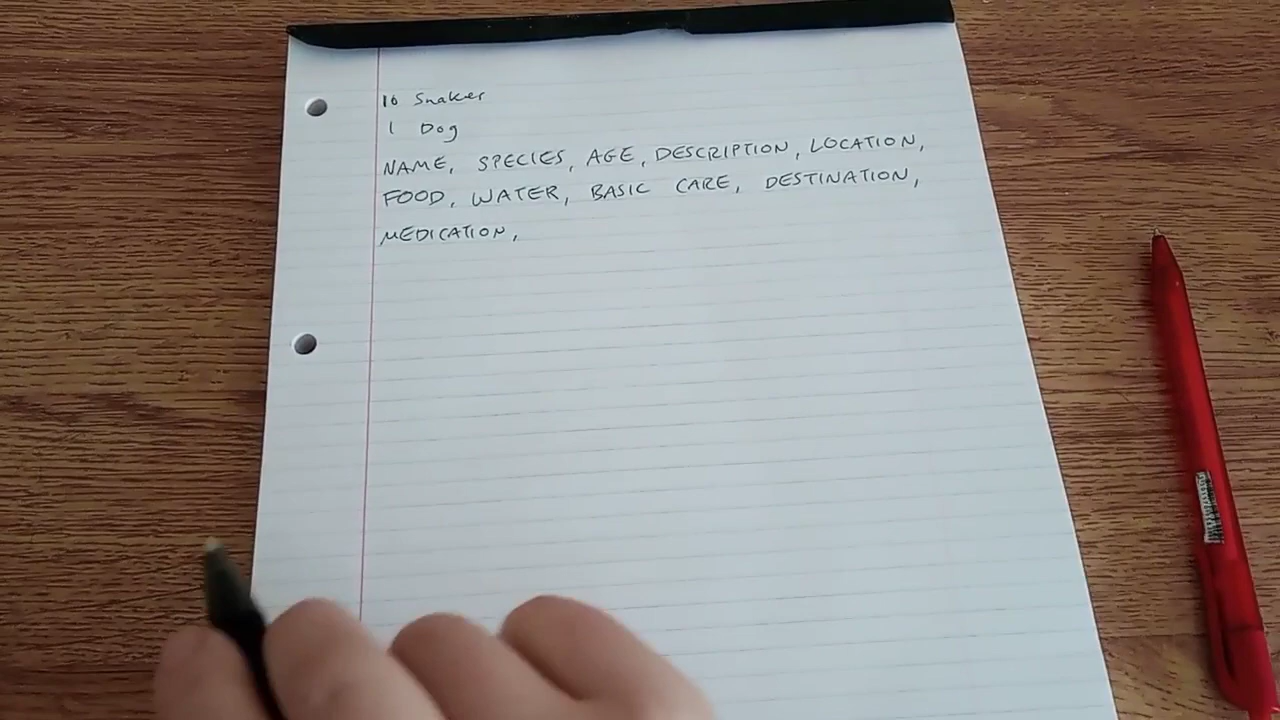 10 Snakes
1 Dog
NAME, SPECIES, AGE, DESCRIPTION, LOCATION,
FOOD, WATER, BASIC CARE, DESTINATION,
MEDICATION,